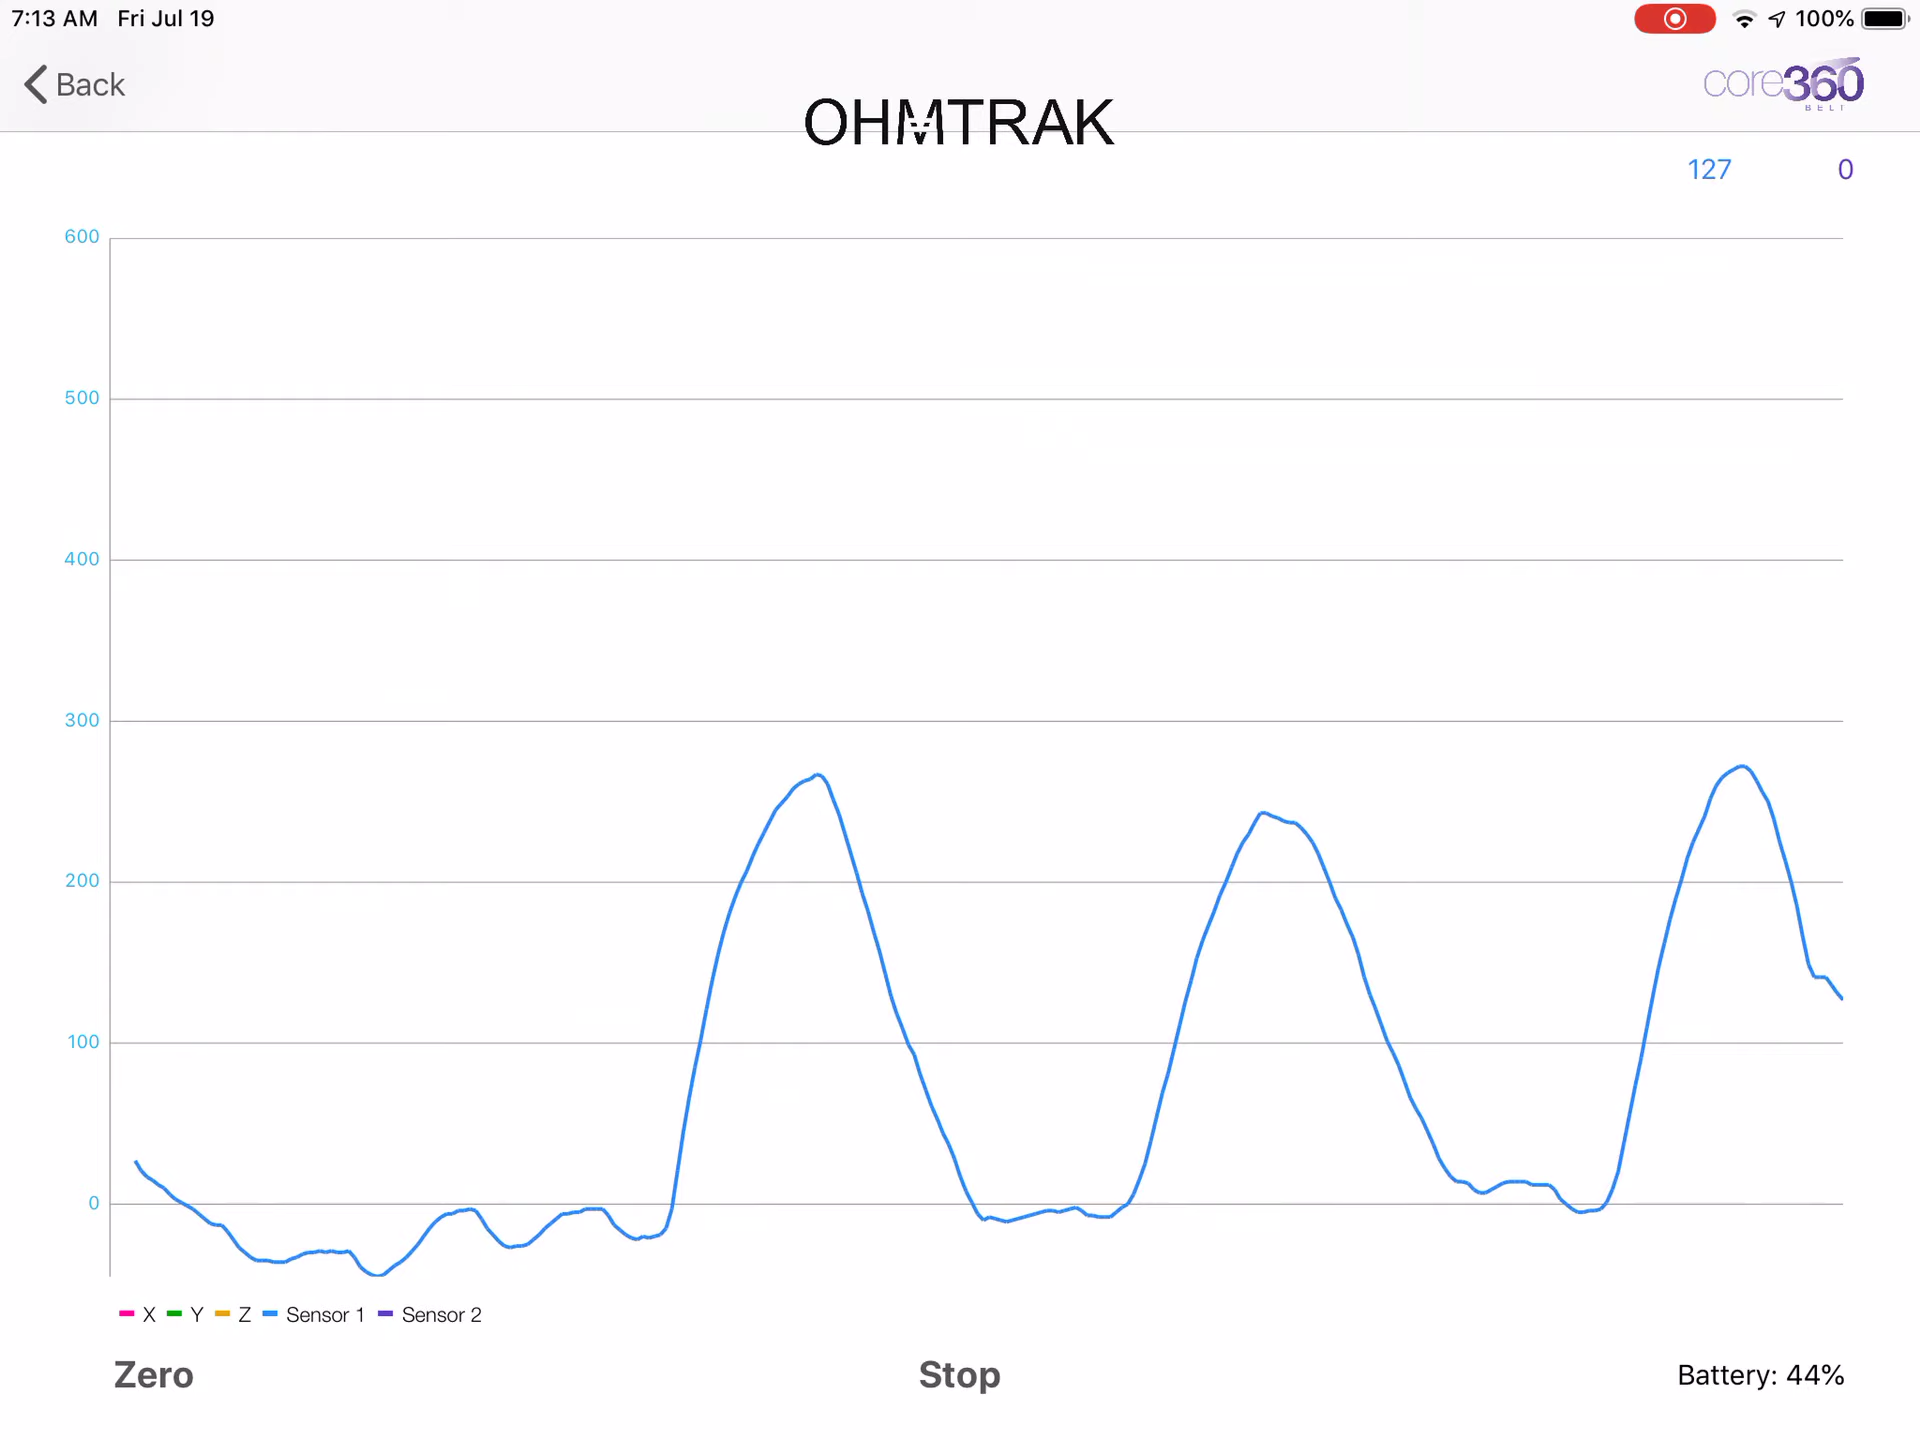 7:13 AM Fri Jul 19 100%
Back
core360
BELT
OHMTRAK
127 0
600
500
400
300
200
100
0
X Y Z Sensor 1 Sensor 2
Zero Stop Battery: 44%